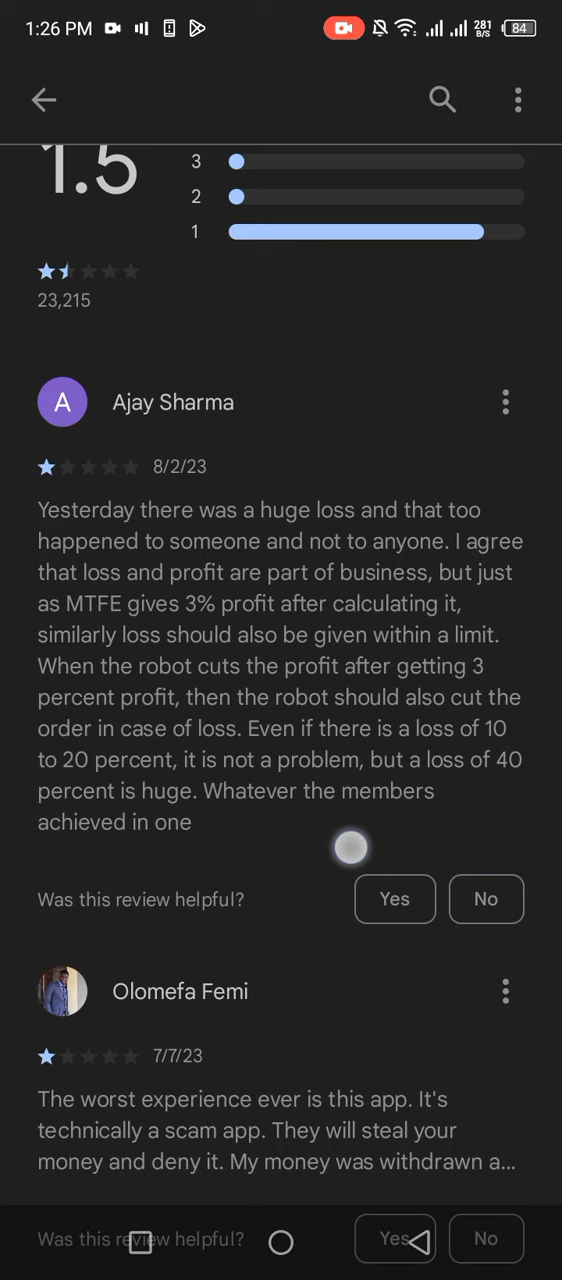 1:26 PM
281
B/S
84
1.5
3
2
1
23,215
A
Ajay Sharma
8/2/23
Yesterday there was a huge loss and that too
happened to someone and not to anyone. I agree
that loss and profit are part of business, but just
as MTFE gives 3% profit after calculating it,
similarly loss should also be given within a limit.
When the robot cuts the profit after getting 3
percent profit, then the robot should also cut the
order in case of loss. Even if there is a loss of 10
to 20 percent, it is not a problem, but a loss of 40
percent is huge. Whatever the members
achieved in one
Was this review helpful?
Yes
No
Olomefa Femi
7/7/23
The worst experience ever is this app. It's
technically a scam app. They will steal your
money and deny it. My money was withdrawn a...
Was this review helpful?
Yes
No